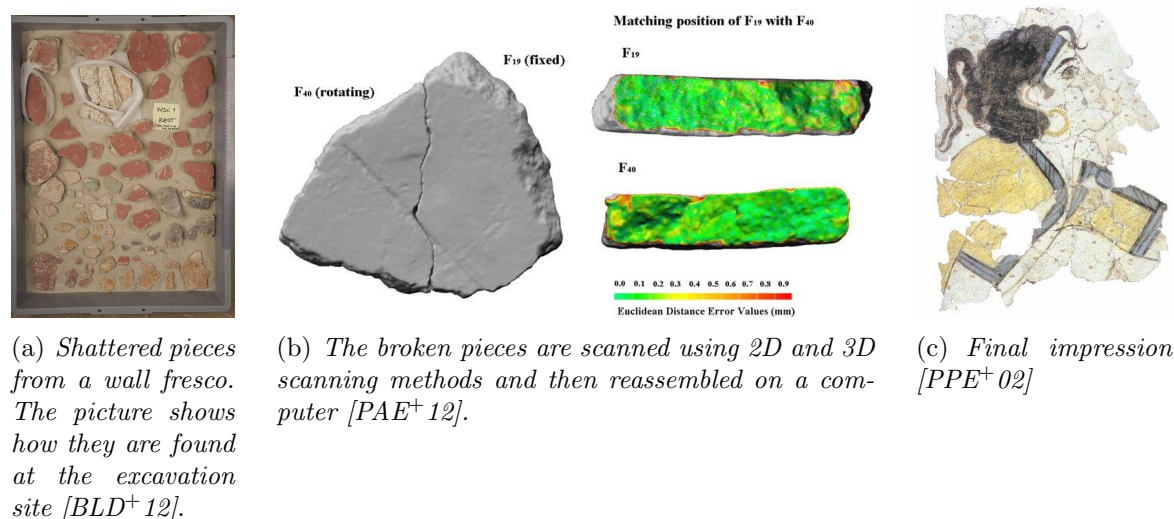 WDC 1
REST
Matching position of F19 with F40
F19 (fixed)
F40 (rotating)
F19
F40
0.0 0.1 0.2 0.3 0.4 0.5 0.6 0.7 0.8 0.9
Euclidean Distance Error Values (mm)
(a) Shattered pieces
from a wall fresco.
The picture shows
how they are found
at the excavation
site [BLD+12].
(b) The broken pieces are scanned using 2D and 3D
scanning methods and then reassembled on a com-
puter [PAE+12].
(c) Final impression
[PPE+02]